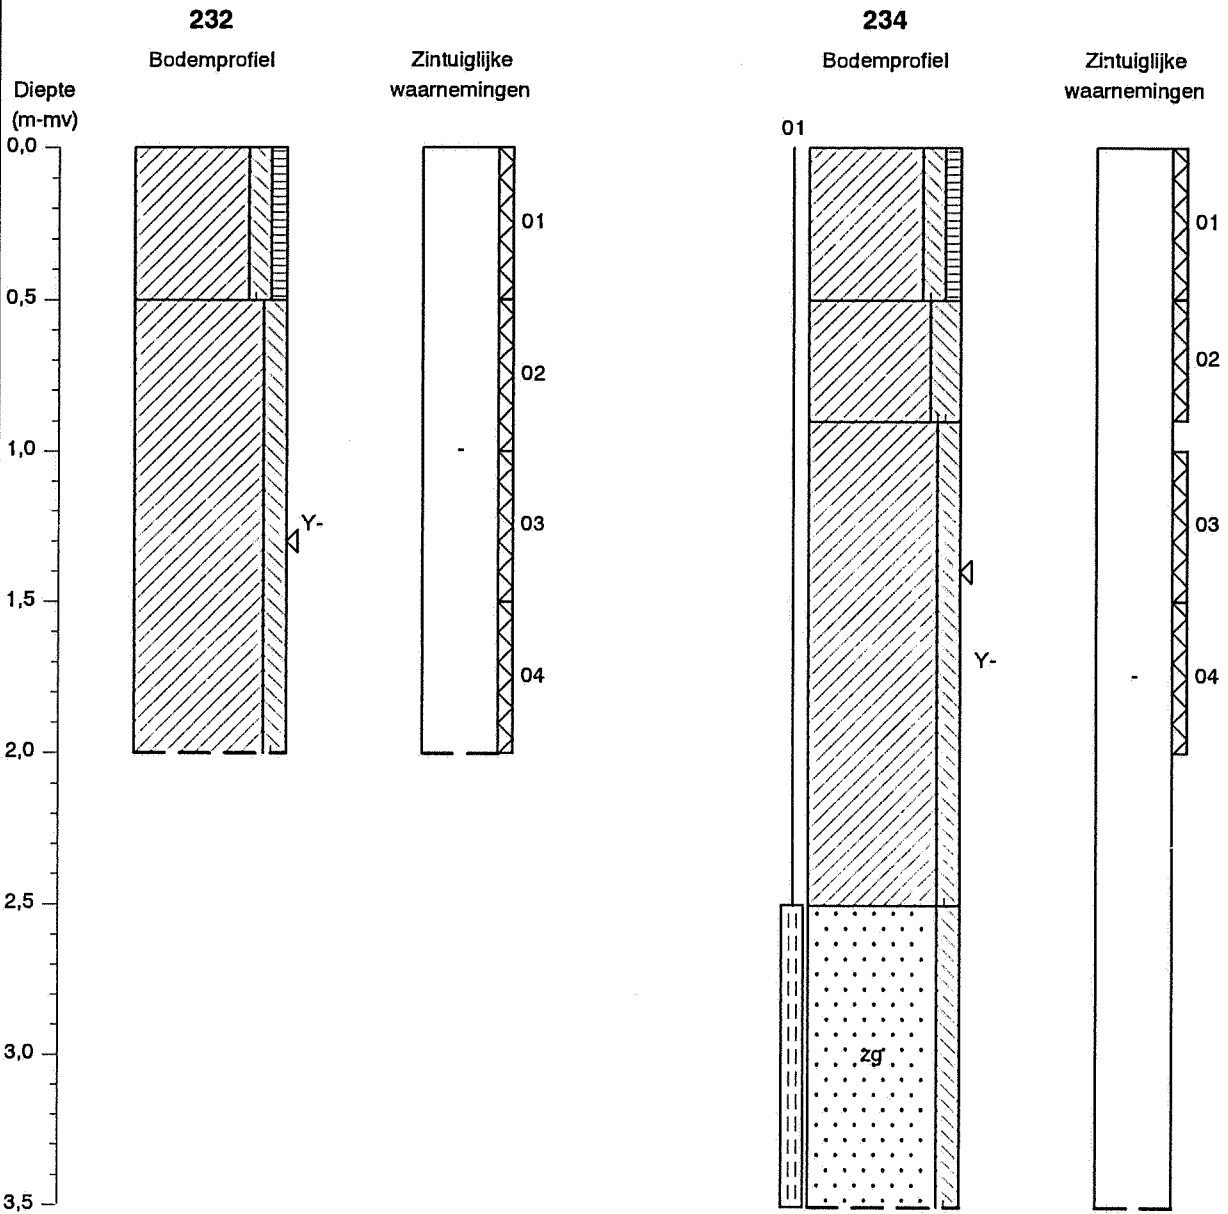 232
Bodemprofiel
Zintuiglijke
waarnemingen
234
Bodemprofiel
Zintuiglijke
waarnemingen
Diepte
(m-mv)
0,0
0,5
1,0
1,5
2,0
2,5
3,0
3,5
Y-
-
01
02
03
04
01
Y-
zg
-
01
02
03
04